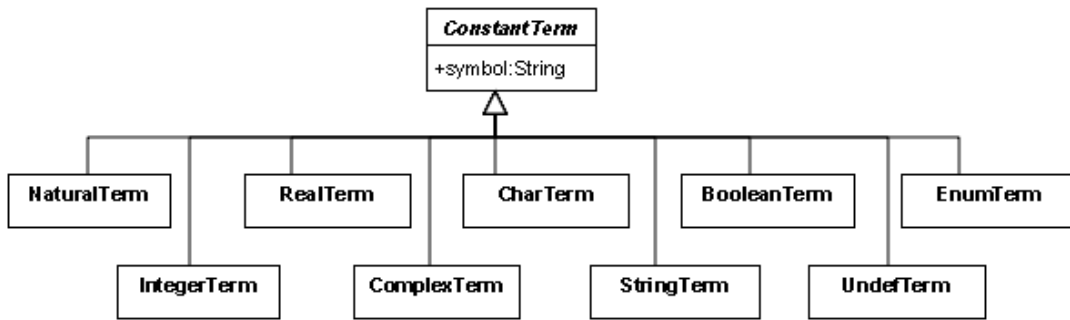 ConstantTerm
+symbol:String
NaturalTerm
RealTerm
CharTerm
BooleanTerm
EnumTerm
IntegerTerm
ComplexTerm
StringTerm
UndefTerm